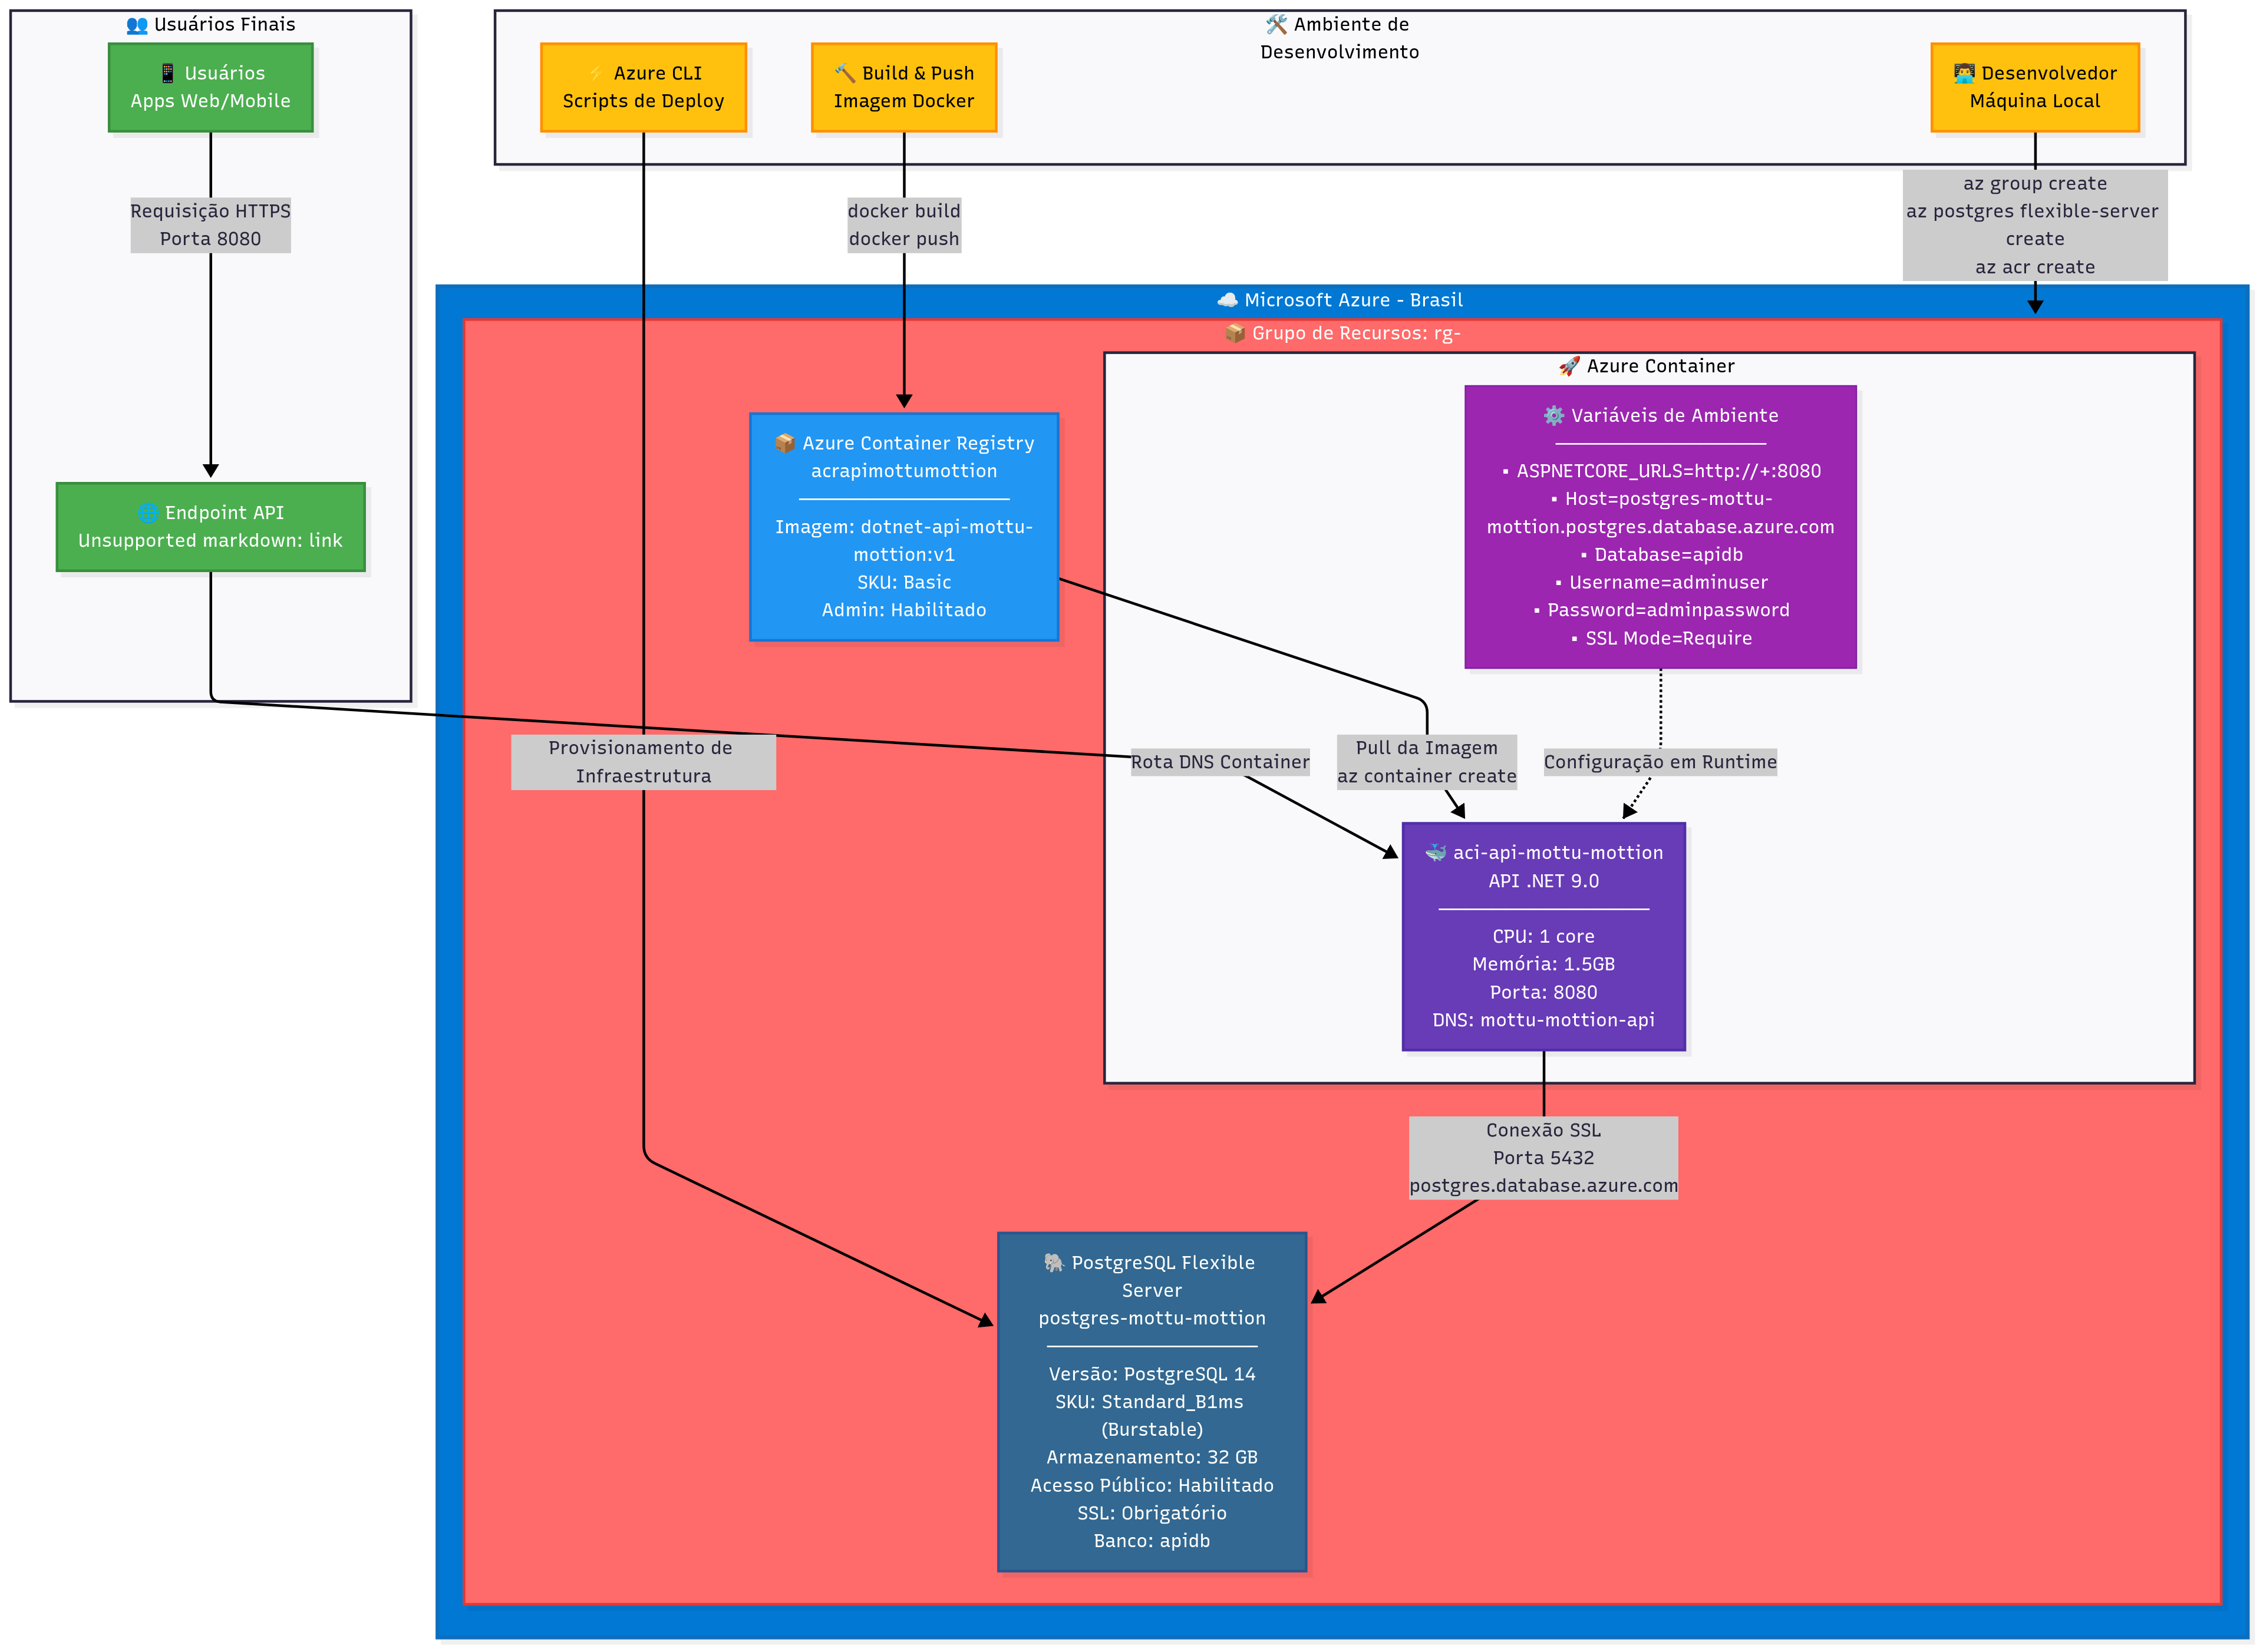 👥 Usuários Finais
📱 Usuários
Apps Web/Mobile
Requisição HTTPS
Porta 8080
🌐 Endpoint API
Unsupported markdown: link
🛠️ Ambiente de
Desenvolvimento
⚡ Azure CLI
Scripts de Deploy
🔨 Build & Push
Imagem Docker
👨‍💻 Desenvolvedor
Máquina Local
docker build
docker push
az group create
az postgres flexible-server
create
az acr create
☁️ Microsoft Azure - Brasil
📦 Grupo de Recursos: rg-
🚀 Azure Container
📦 Azure Container Registry
acrapimottumottion
Imagem: dotnet-api-mottu-
mottion:v1
SKU: Basic
Admin: Habilitado
⚙️ Variáveis de Ambiente
▪ ASPNETCORE_URLS=http://+:8080
▪ Host=postgres-mottu-
mottion.postgres.database.azure.com
▪ Database=apidb
▪ Username=adminuser
▪ Password=adminpassword
▪ SSL Mode=Require
Provisionamento de
Infraestrutura
Rota DNS Container
Pull da Imagem
az container create
Configuração em Runtime
🐳 aci-api-mottu-mottion
API .NET 9.0
CPU: 1 core
Memória: 1.5GB
Porta: 8080
DNS: mottu-mottion-api
Conexão SSL
Porta 5432
postgres.database.azure.com
🐘 PostgreSQL Flexible
Server
postgres-mottu-mottion
Versão: PostgreSQL 14
SKU: Standard_B1ms
(Burstable)
Armazenamento: 32 GB
Acesso Público: Habilitado
SSL: Obrigatório
Banco: apidb